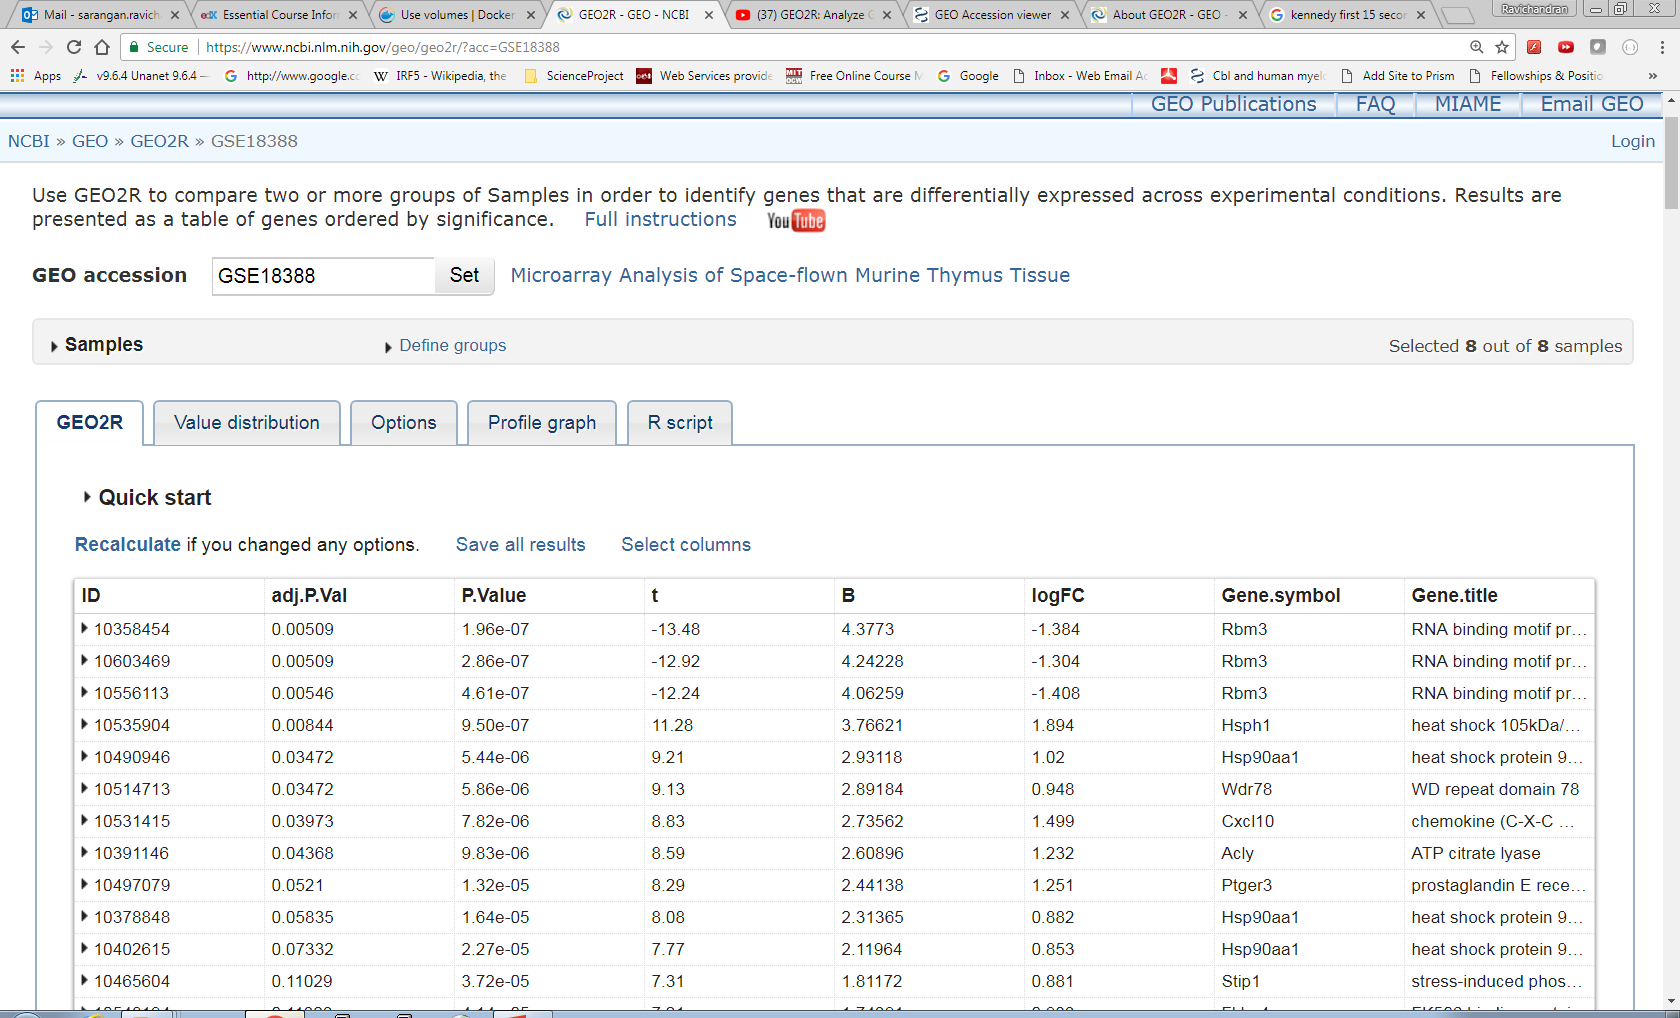 Mail - sarangan.ravich Essential Course Infor Use volumes | Docker GEO2R - GEO - NCBI (37) GEO2R: Analyze GEO Accession viewer About GEO2R - GEO - kennedy first 15 secor Ravichandran
Secure https://www.ncbi.nlm.nih.gov/geo/geo2r/?acc=GSE18388
Apps v9.6.4 Unanet 9.6.4 http://www.google.cc IRF5 - Wikipedia, the ScienceProject Web Services provide Free Online Course Google Inbox - Web Email Ac Cbl and human myel Add Site to Prism Fellowships & Positio »
GEO Publications FAQ MIAME Email GEO
NCBI » GEO » GEO2R » GSE18388 Login
Use GEO2R to compare two or more groups of Samples in order to identify genes that are differentially expressed across experimental conditions. Results are
presented as a table of genes ordered by significance. Full instructions YouTube
GEO accession GSE18388 Set Microarray Analysis of Space-flown Murine Thymus Tissue
Samples Define groups Selected 8 out of 8 samples
GEO2R Value distribution Options Profile graph R script
Quick start
Recalculate if you changed any options. Save all results Select columns
ID adj.P.Val P.Value t B logFC Gene.symbol Gene.title
10358454 0.00509 1.96e-07 -13.48 4.3773 -1.384 Rbm3 RNA binding motif pr...
10603469 0.00509 2.86e-07 -12.92 4.24228 -1.304 Rbm3 RNA binding motif pr...
10556113 0.00546 4.61e-07 -12.24 4.06259 -1.408 Rbm3 RNA binding motif pr...
10535904 0.00844 9.50e-07 11.28 3.76621 1.894 Hsph1 heat shock 105kDa/...
10490946 0.03472 5.44e-06 9.21 2.93118 1.02 Hsp90aa1 heat shock protein 9...
10514713 0.03472 5.86e-06 9.13 2.89184 0.948 Wdr78 WD repeat domain 78
10531415 0.03973 7.82e-06 8.83 2.73562 1.499 Cxcl10 chemokine (C-X-C ...
10391146 0.04368 9.83e-06 8.59 2.60896 1.232 Acly ATP citrate lyase
10497079 0.0521 1.32e-05 8.29 2.44138 1.251 Ptger3 prostaglandin E rece...
10378848 0.05835 1.64e-05 8.08 2.31365 0.882 Hsp90aa1 heat shock protein 9...
10402615 0.07332 2.27e-05 7.77 2.11964 0.853 Hsp90aa1 heat shock protein 9...
10465604 0.11029 3.72e-05 7.31 1.81172 0.881 Stip1 stress-induced phos...